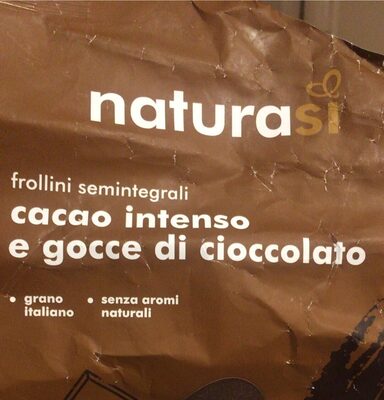 naturasì
frollini semintegrali
cacao intenso
e gocce di cioccolato
• grano
italiano
• senza aromi
naturali